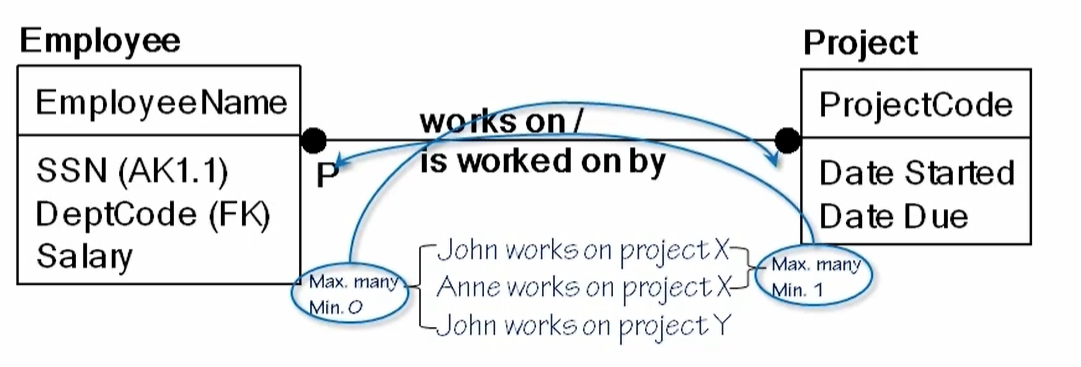 Employee
EmployeeName
SSN (AK1.1)
DeptCode (FK)
Salary
P
works on /
is worked on by
Project
ProjectCode
Date Started
Date Due
Max. many
Min. 0
John works on project X
Anne works on project X
John works on project Y
Max. many
Min. 1